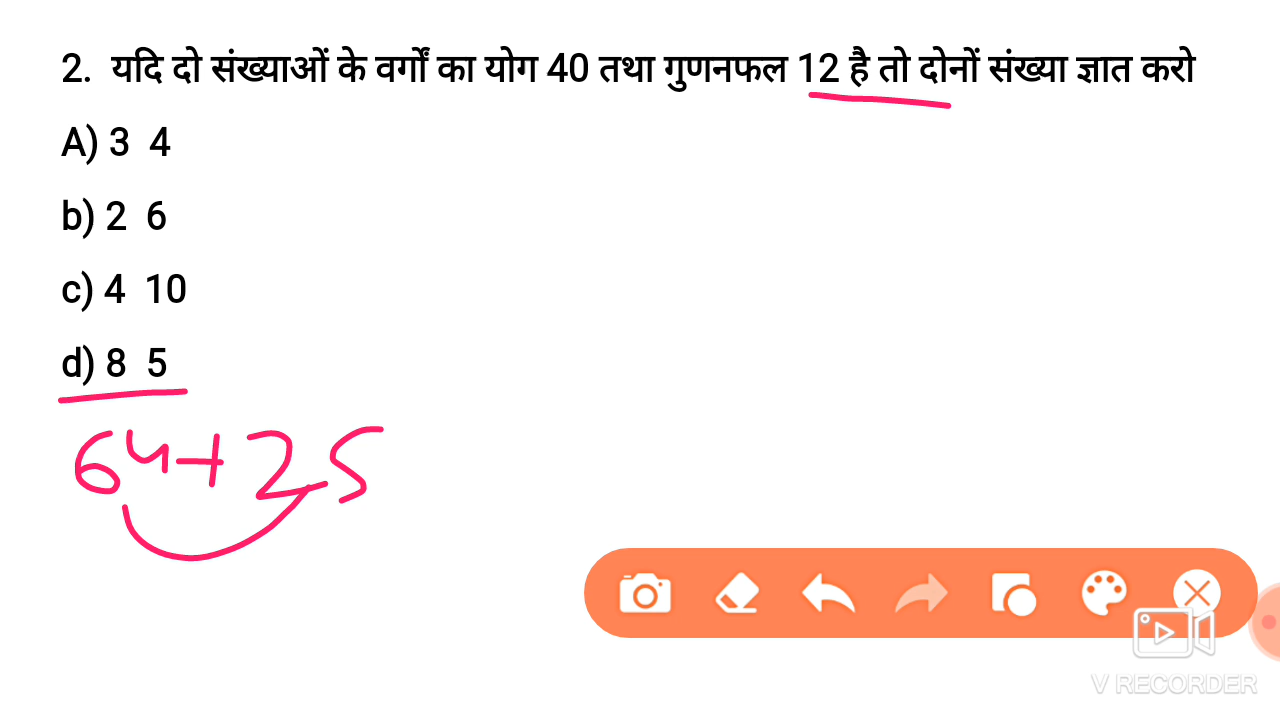 2. यदि दो संख्याओं के वर्गों का योग 40 तथा गुणनफल 12 है तो दोनों संख्या ज्ञात करो
A) 3 4
b) 2 6
c) 4 10
d) 8 5
64+25
V RECORDER